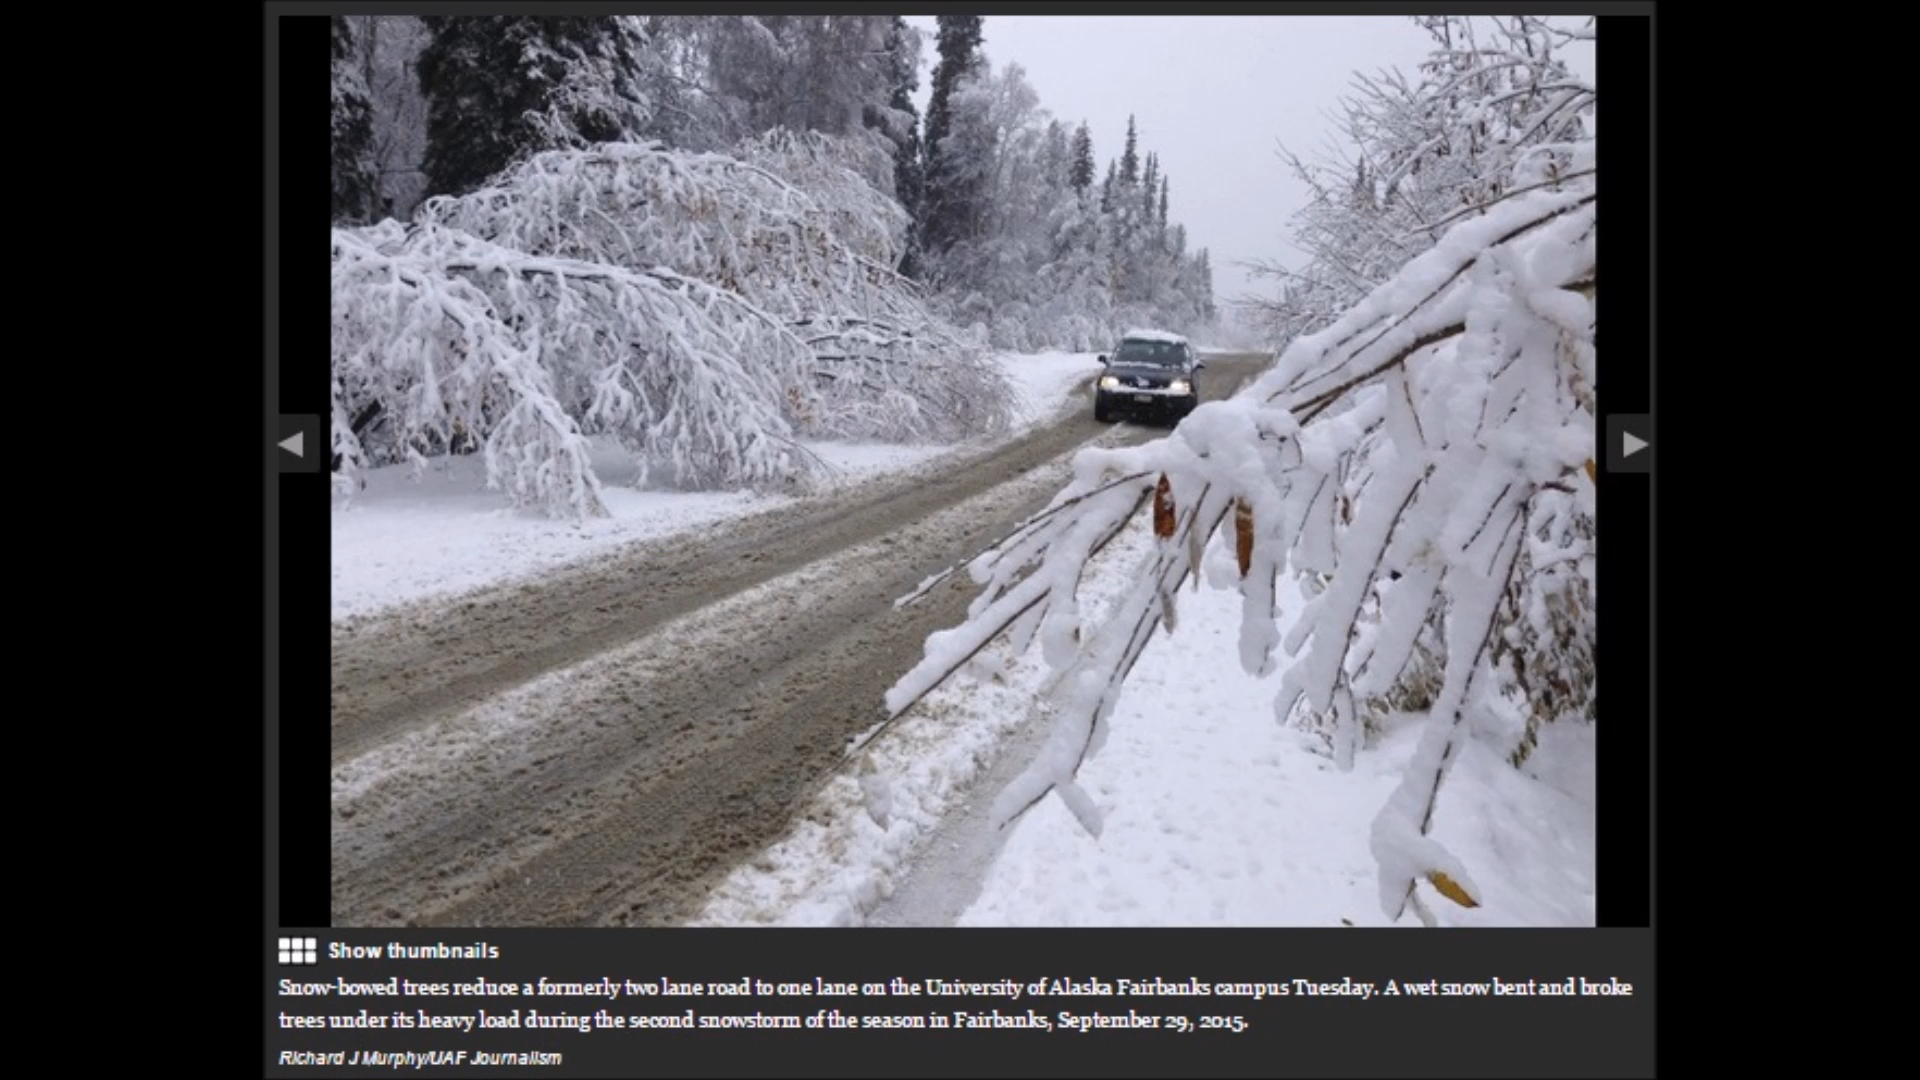 Show thumbnails
Snow-bowed trees reduce a formerly two lane road to one lane on the University of Alaska Fairbanks campus Tuesday. A wet snow bent and broke
trees under its heavy load during the second snowstorm of the season in Fairbanks, September 29, 2015.
Richard J Murphy/UAF Journalism